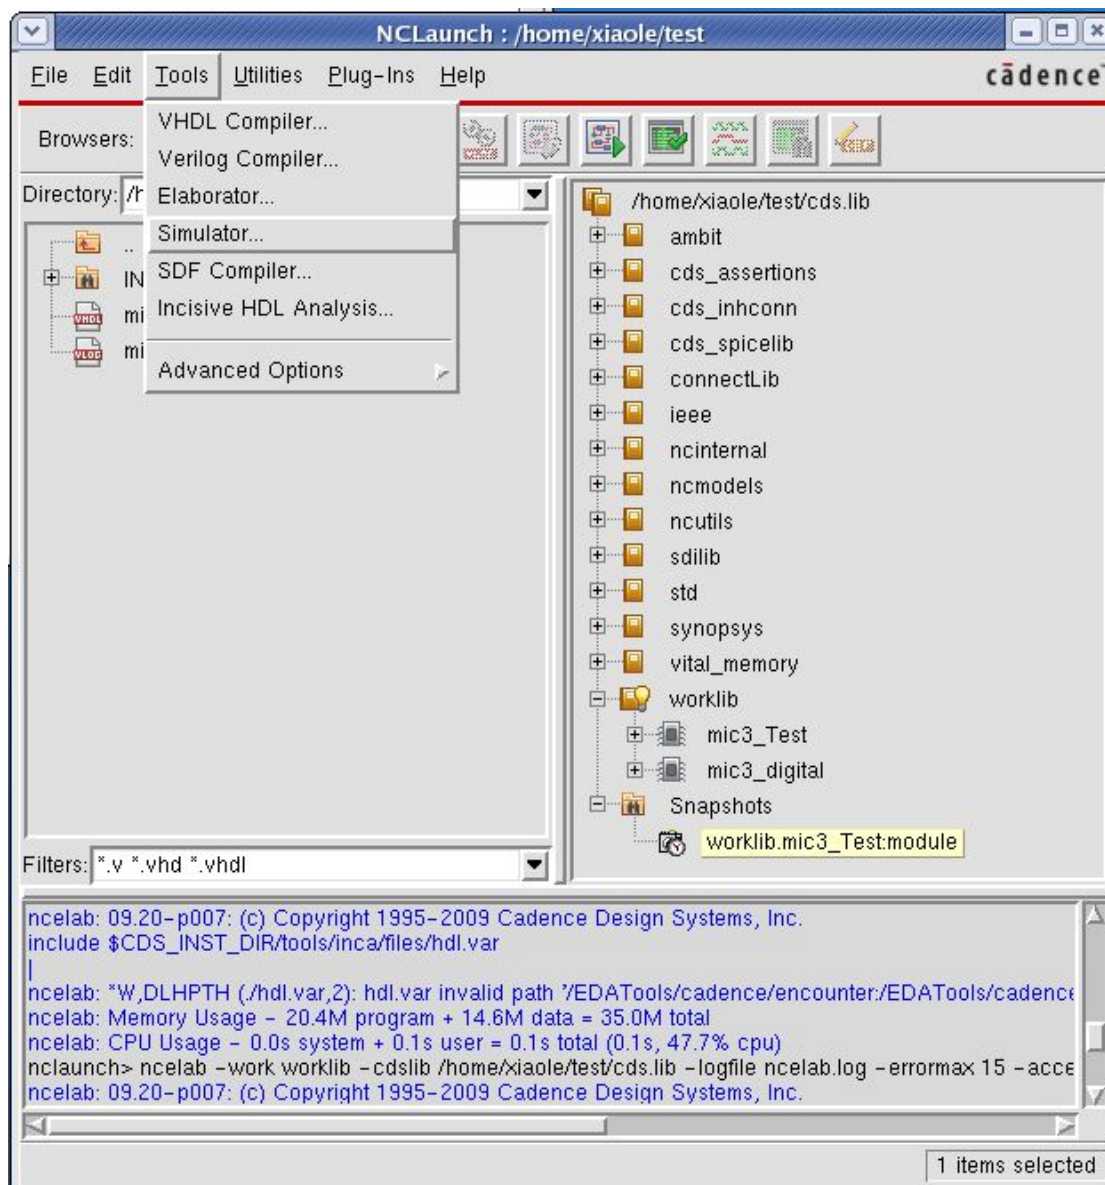 NCLaunch : /home/xiaole/test
File Edit Tools Utilities Plug-Ins Help
cādence
Browsers:
VHDL Compiler...
Verilog Compiler...
Elaborator...
Simulator...
SDF Compiler...
Incisive HDL Analysis...
Advanced Options
Directory:
..
IN
VHDL mi
VLOG mi
Filters: *.v *.vhd *.vhdl
/home/xiaole/test/cds.lib
ambit
cds_assertions
cds_inhconn
cds_spicelib
connectLib
ieee
ncinternal
ncmodels
ncutils
sdilib
std
synopsys
vital_memory
worklib
mic3_Test
mic3_digital
Snapshots
worklib.mic3_Test:module
ncelab: 09.20-p007: (c) Copyright 1995-2009 Cadence Design Systems, Inc.
include $CDS_INST_DIR/tools/inca/files/hdl.var
|
ncelab: *W,DLHPTH (./hdl.var,2): hdl.var invalid path '/EDATools/cadence/encounter:/EDATools/cadence
ncelab: Memory Usage - 20.4M program + 14.6M data = 35.0M total
ncelab: CPU Usage - 0.0s system + 0.1s user = 0.1s total (0.1s, 47.7% cpu)
nclaunch> ncelab -work worklib -cdslib /home/xiaole/test/cds.lib -logfile ncelab.log -errormax 15 -acce
ncelab: 09.20-p007: (c) Copyright 1995-2009 Cadence Design Systems, Inc.
1 items selected